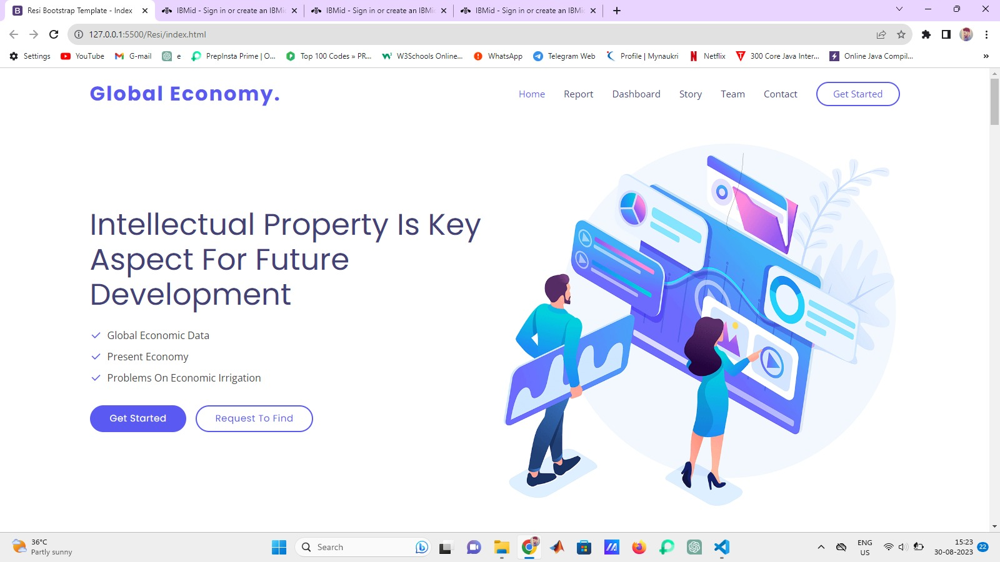 Resi Bootstrap Template - Index
IBMid - Sign in or create an IBMid
IBMid - Sign in or create an IBMid
IBMid - Sign in or create an IBMid
127.0.0.1:5500/Resi/index.html
Settings YouTube G-mail e PrepInsta Prime | O... Top 100 Codes » PR... W3Schools Online... WhatsApp Telegram Web Profile | Mynaukri Netflix 300 Core Java Inter... Online Java Compil... »
Global Economy.
Home Report Dashboard Story Team Contact Get Started
Intellectual Property Is Key
Aspect For Future
Development
Global Economic Data
Present Economy
Problems On Economic Irrigation
Get Started Request To Find
36°C
Partly sunny
Search
ENG
US
15:23
30-08-2023
22